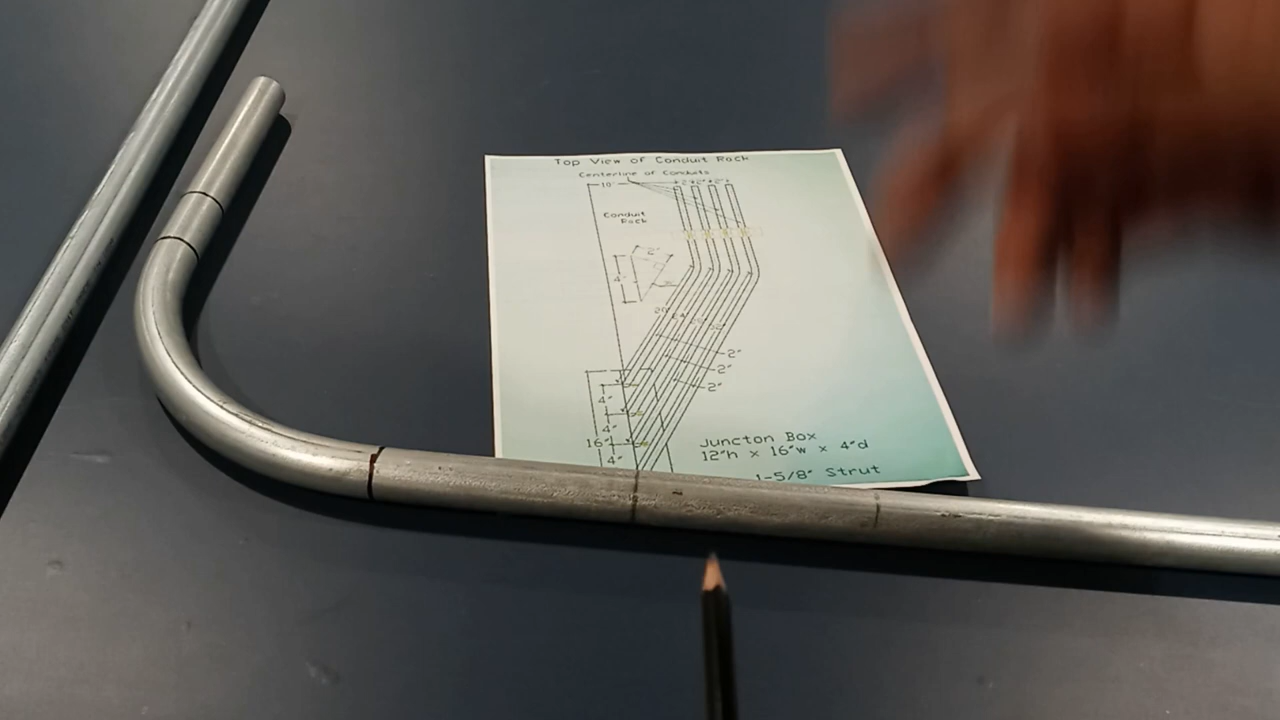 Top View of Conduit Rack
Centerline of Conduits
10'
Conduit
Rack
2"
4'
2"
2"
2"
4"
4"
16"
4"
Juncton Box
12"h x 16"w x 4"d
1-5/8" Strut